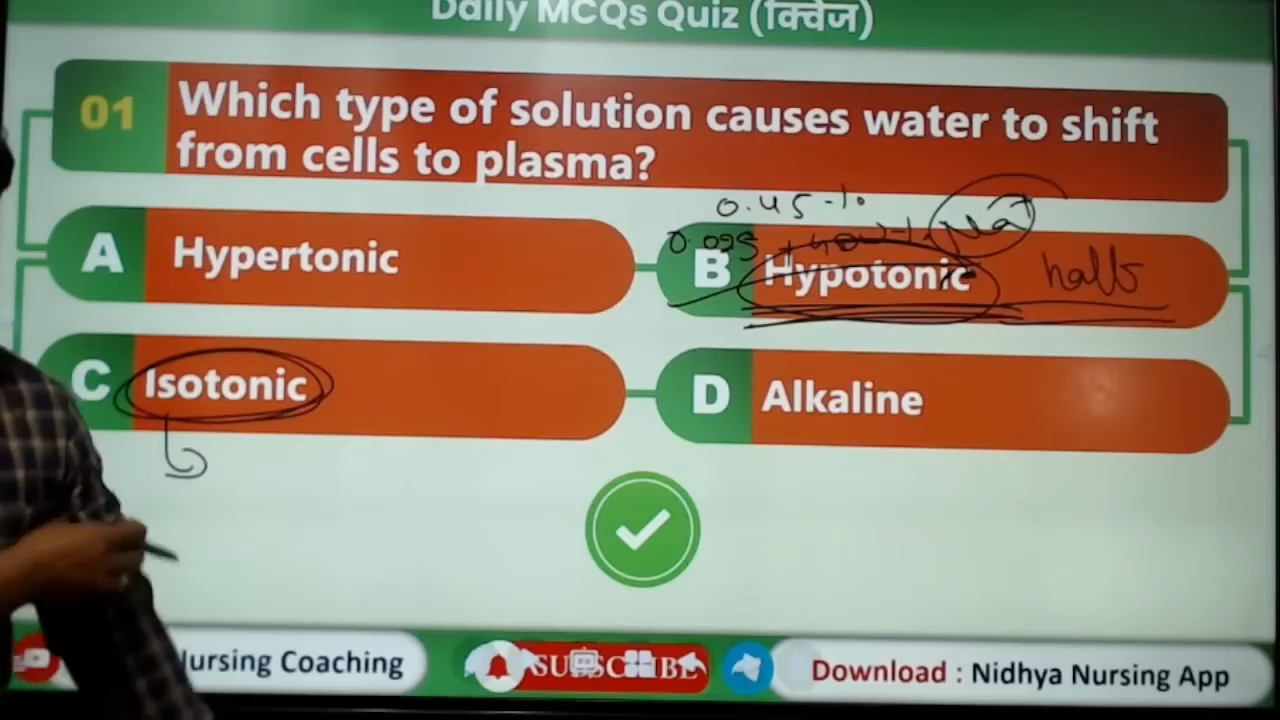 Daily MCQs Quiz (क्विज)
01 Which type of solution causes water to shift
from cells to plasma?
0.45%
A Hypertonic
B Hypotonic
half
C Isotonic
D Alkaline
Nursing Coaching
SUBSCRIBE
Download : Nidhya Nursing App